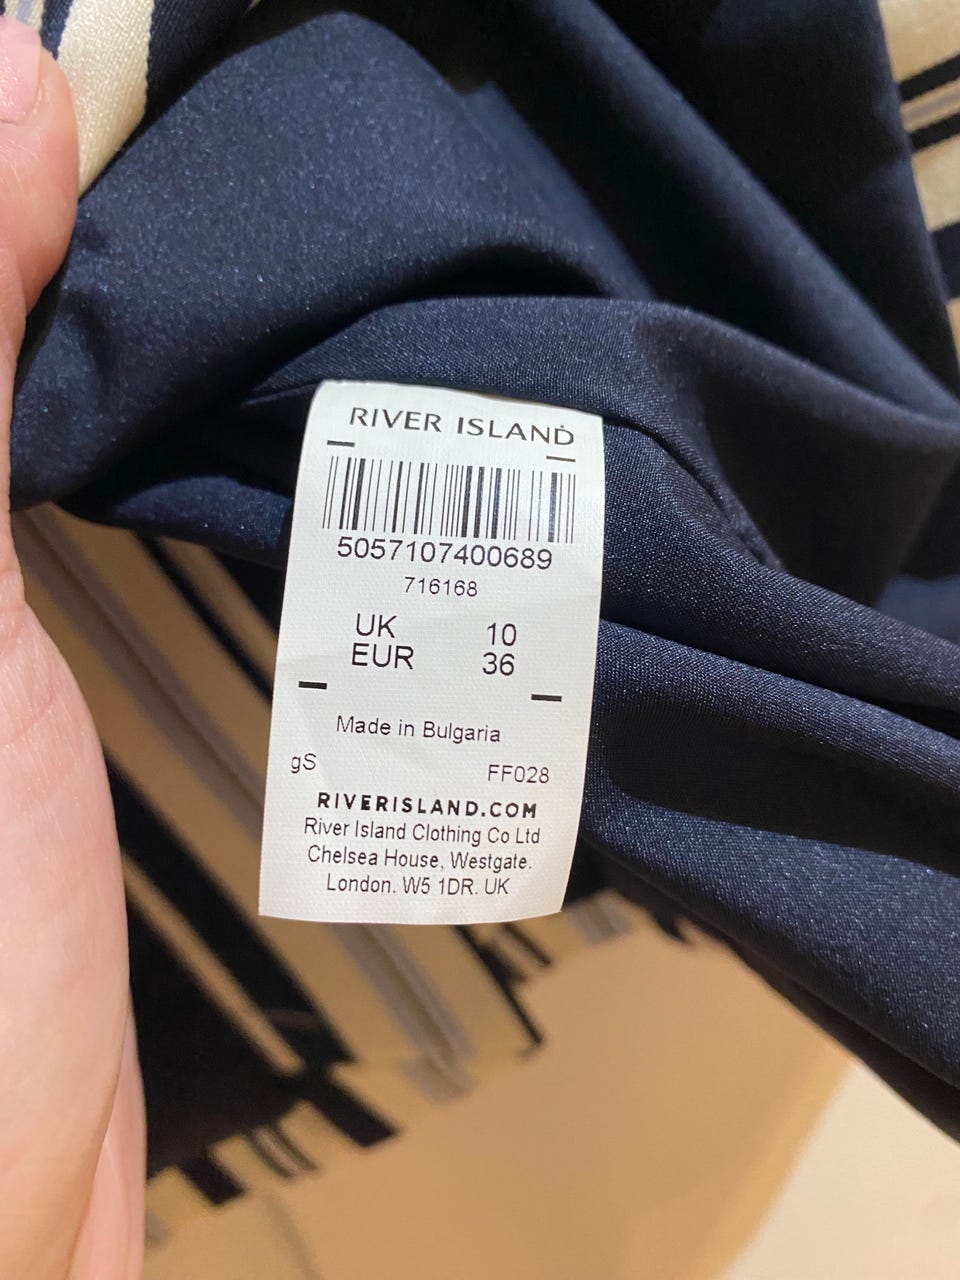 RIVER ISLAND
5057107400689
716168
UK 10
EUR 36
Made in Bulgaria
gS FF028
RIVERISLAND.COM
River Island Clothing Co Ltd
Chelsea House, Westgate.
London. W5 1DR. UK